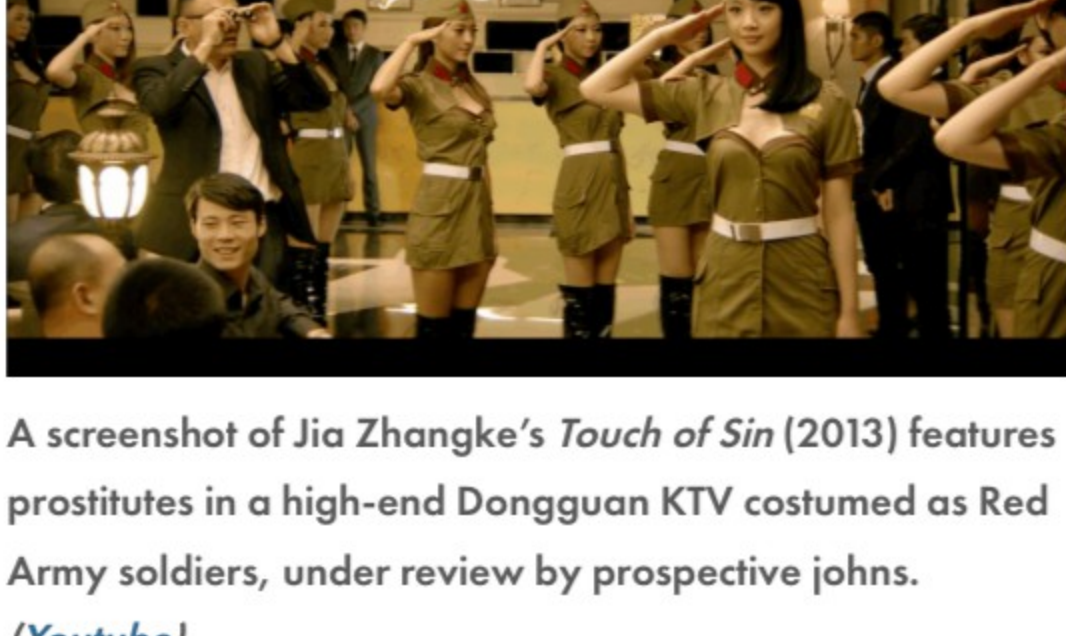 A screenshot of Jia Zhangke’s Touch of Sin (2013) features
prostitutes in a high-end Dongguan KTV costumed as Red
Army soldiers, under review by prospective johns.
(Youtube)